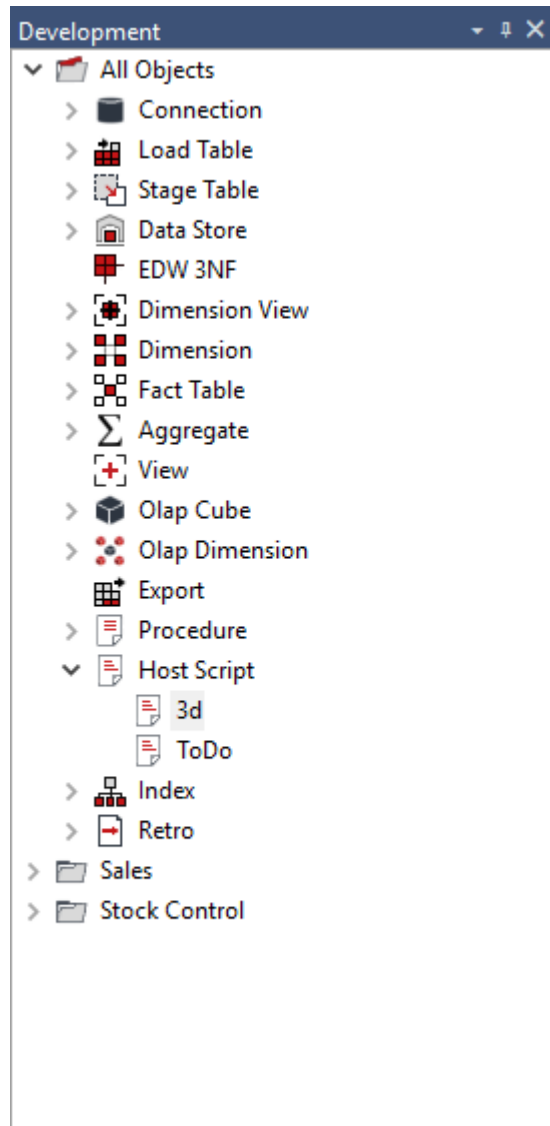 Development
All Objects
Connection
Load Table
Stage Table
Data Store
EDW 3NF
Dimension View
Dimension
Fact Table
Aggregate
View
Olap Cube
Olap Dimension
Export
Procedure
Host Script
3d
ToDo
Index
Retro
Sales
Stock Control